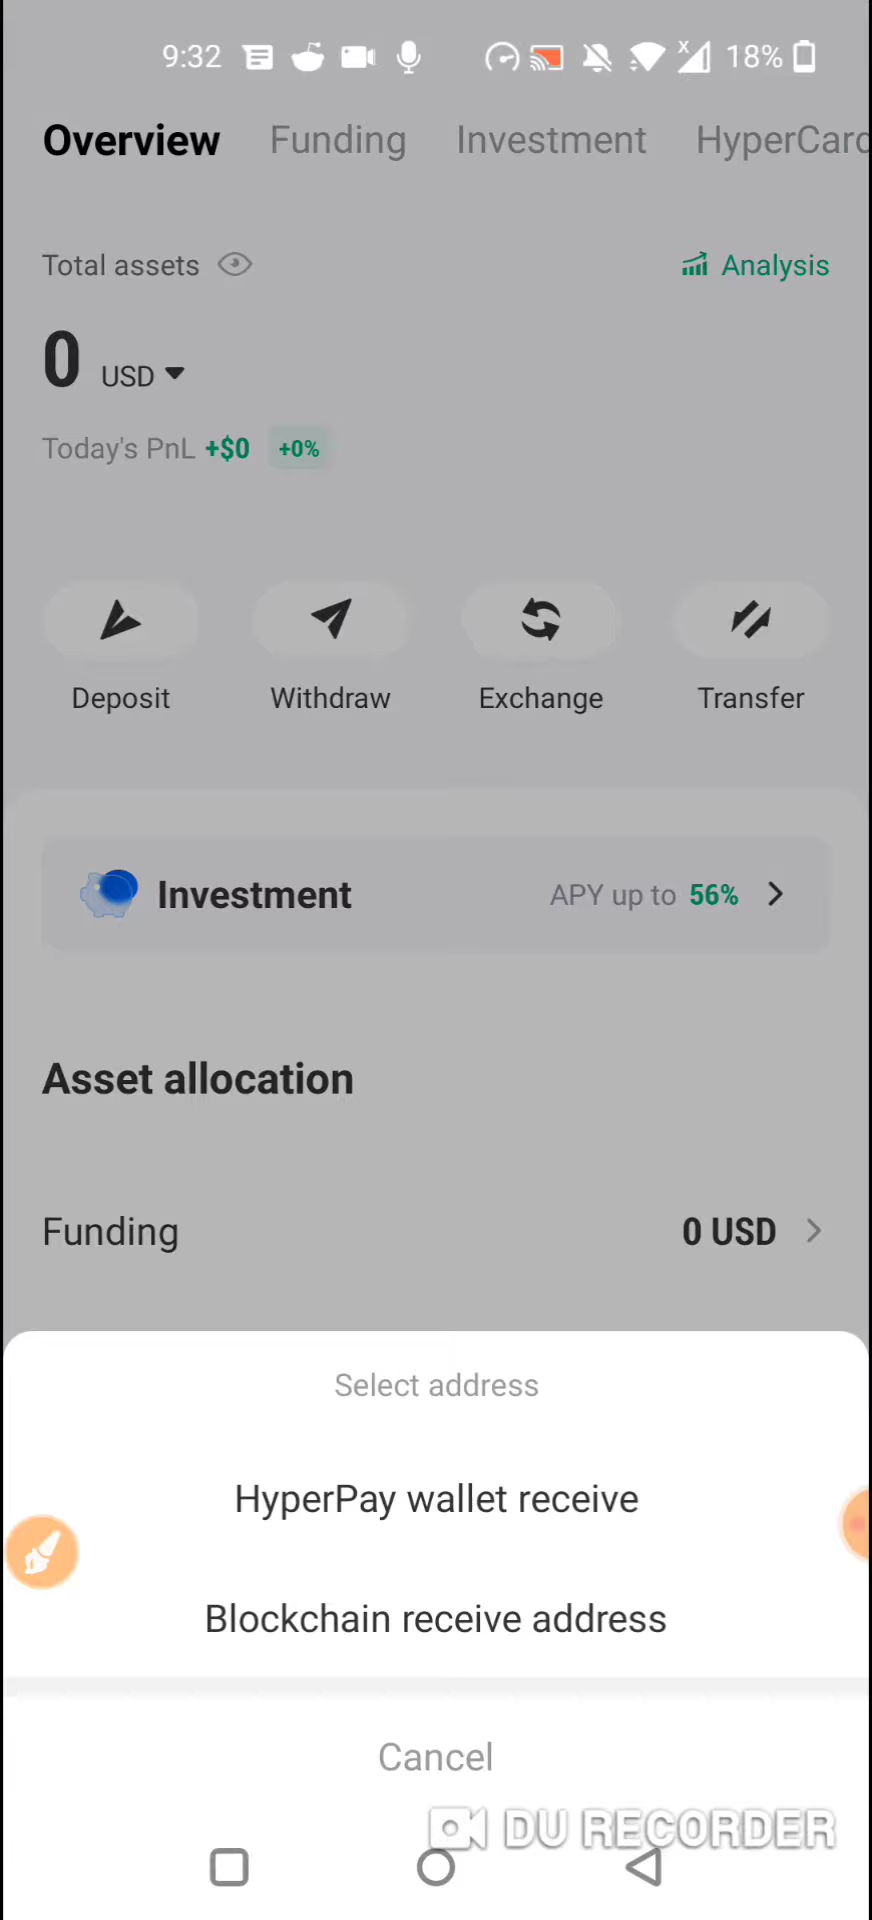 9:32 18%
Overview Funding Investment HyperCard
Total assets Analysis
0 USD
Today's PnL +$0 +0%
Deposit Withdraw Exchange Transfer
Investment APY up to 56%
Asset allocation
Funding 0 USD
Select address
HyperPay wallet receive
Blockchain receive address
Cancel
DU RECORDER